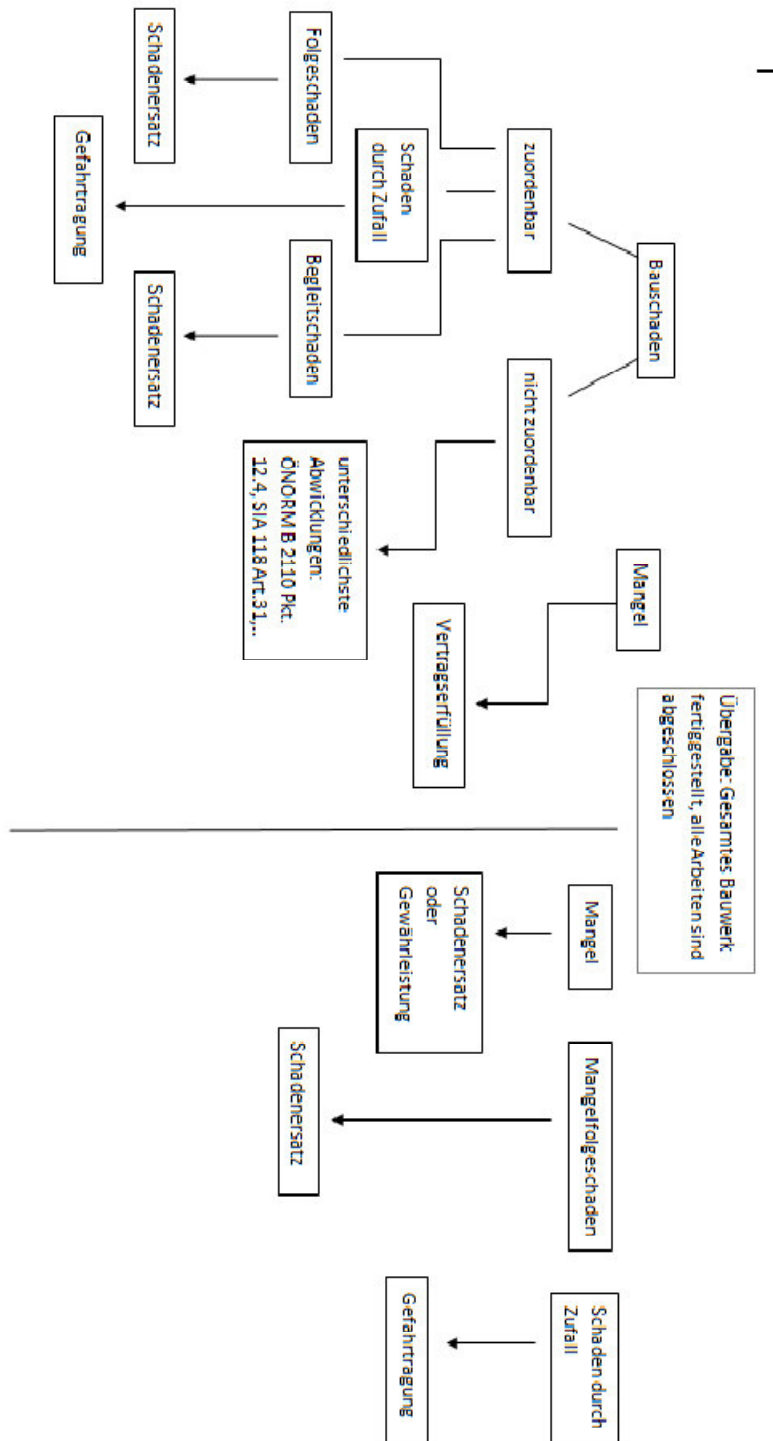 Bauschaden
zuordenbar
nicht zuordenbar
Folgeschaden
Schaden
durch Zufall
Begleitschaden
Schadenersatz
Gefahrtragung
Schadenersatz
unterschiedlichste
Abwicklungen:
ÖNORM B 2110 Pkt.
12.4, SIA 118 Art.31,...
Mangel
Vertragserfüllung
Übergabe: Gesamtes Bauwerk
fertiggestellt, alle Arbeiten sind
abgeschlossen
Mangel
Schadenersatz
oder
Gewährleistung
Mangelfolgeschaden
Schadenersatz
Schaden durch
Zufall
Gefahrtragung